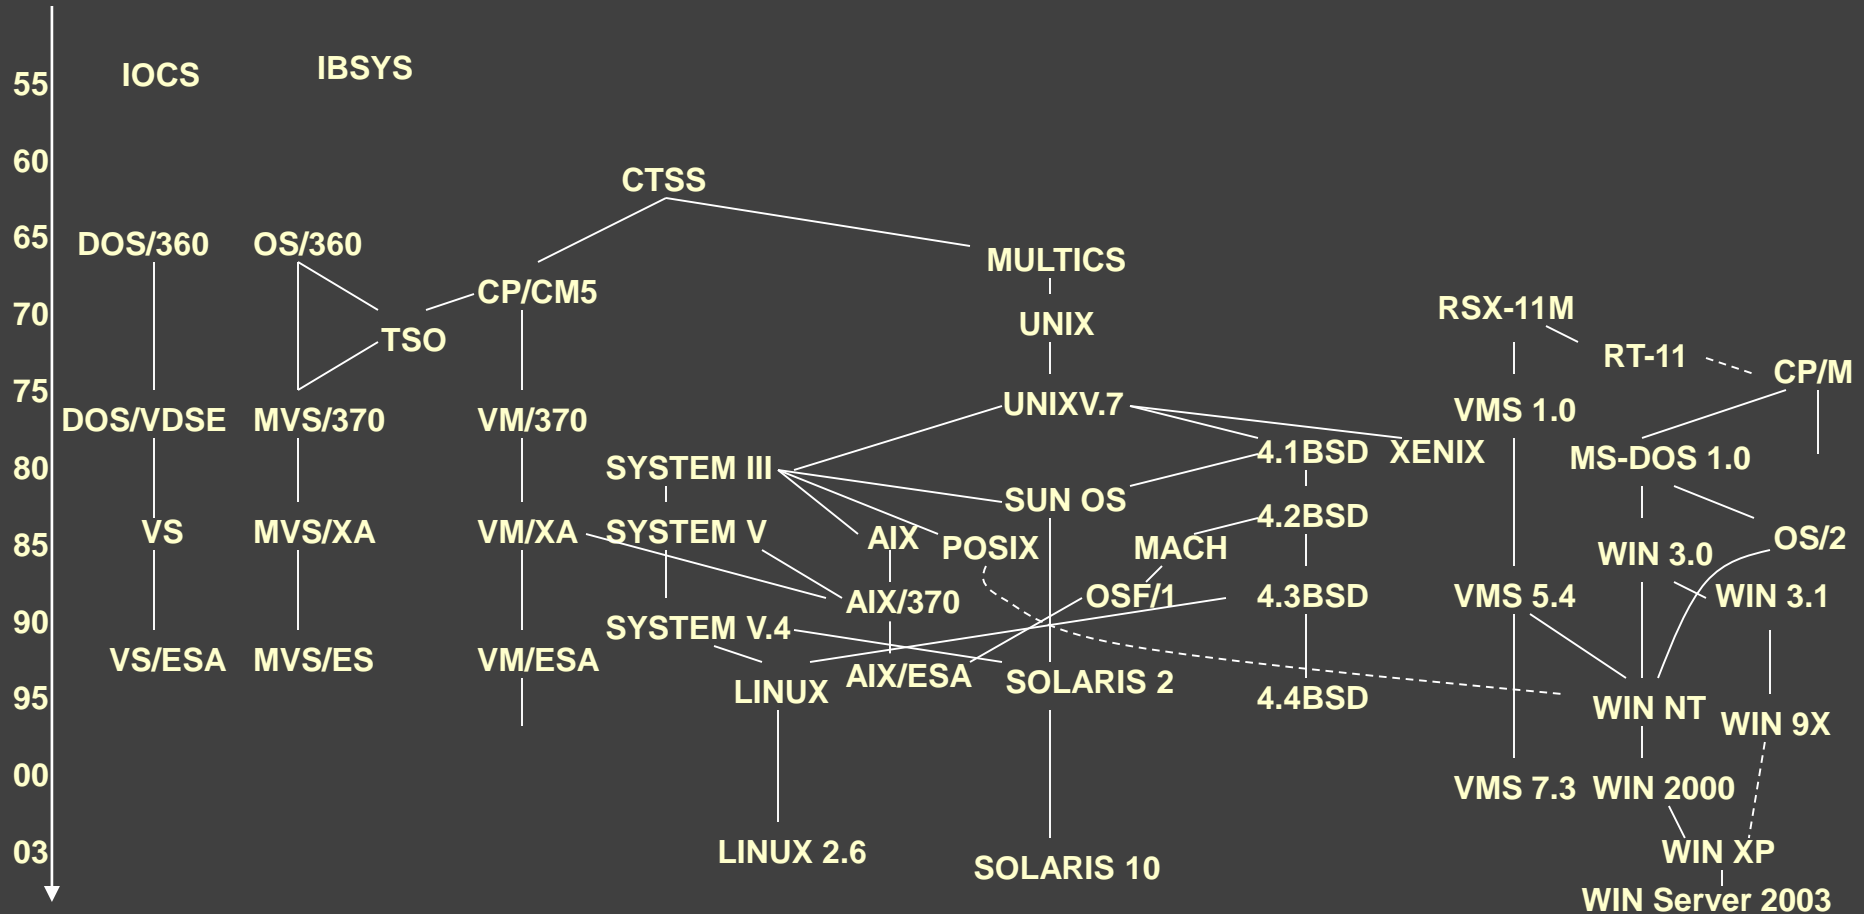 IBSYS
55 IOCS
60
CTSS
65 DOS/360 OS/360
MULTICS
CP/CM5
70 RSX-11M
UNIX
TSO
RT-11
CP/M
75
UNIXV.7
VMS 1.0
DOS/VDSE MVS/370 VM/370
4.1BSD XENIX
MS-DOS 1.0
80 SYSTEM III
SUN OS
4.2BSD
VS MVS/XA VM/XA SYSTEM V
AIX OS/2
85 POSIX MACH
WIN 3.0
OSF/1 4.3BSD VMS 5.4 WIN 3.1
AIX/370
90
SYSTEM V.4
VS/ESA MVS/ES VM/ESA
AIX/ESA
SOLARIS 2
LINUX
95 4.4BSD
WIN NT
WIN 9X
00
VMS 7.3 WIN 2000
03 LINUX 2.6 WIN XP
SOLARIS 10
WIN Server 2003